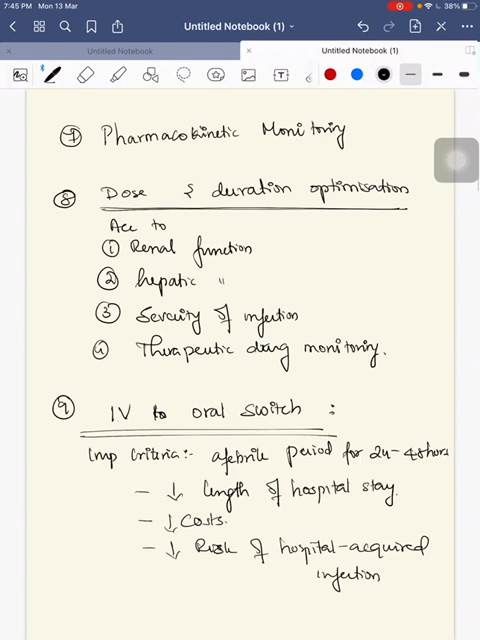 7:45 PM Mon 13 Mar
38%
Untitled Notebook (1)
Untitled Notebook
Untitled Notebook (1)
⑦ Pharmacokinetic Monitoring
⑧ Dose & duration optimisation
Acc to
① Renal function
② hepatic "
③ Severity of infection
④ Therapeutic drug monitoring.
⑨ IV to oral switch :
Imp Criteria:- afebrile period for 24-48hours
- ↓ length of hospital stay.
- ↓ Costs.
- ↓ Risk of hospital-acquired
infection